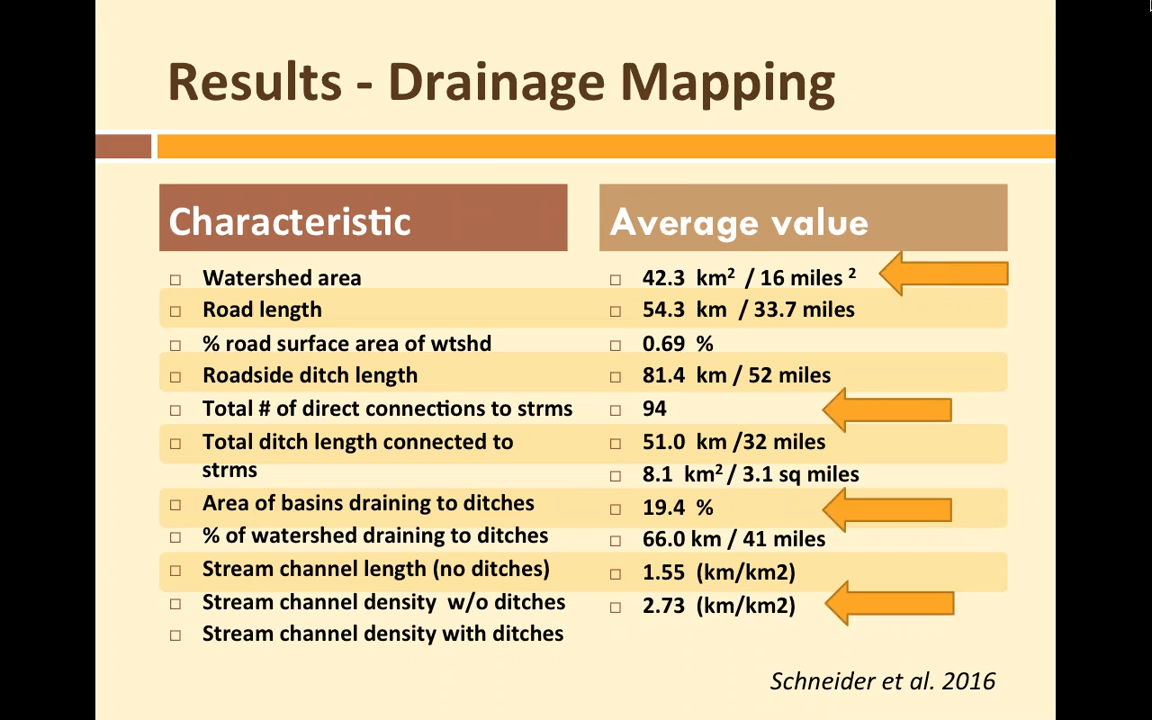 Results - Drainage Mapping
Characteristic
Average value
Watershed area
42.3 km² / 16 miles ²
Road length
54.3 km / 33.7 miles
% road surface area of wtshd
0.69 %
Roadside ditch length
81.4 km / 52 miles
Total # of direct connections to strms
94
Total ditch length connected to
51.0 km /32 miles
strms
8.1 km² / 3.1 sq miles
Area of basins draining to ditches
19.4 %
% of watershed draining to ditches
66.0 km / 41 miles
Stream channel length (no ditches)
1.55 (km/km2)
Stream channel density w/o ditches
2.73 (km/km2)
Stream channel density with ditches
Schneider et al. 2016